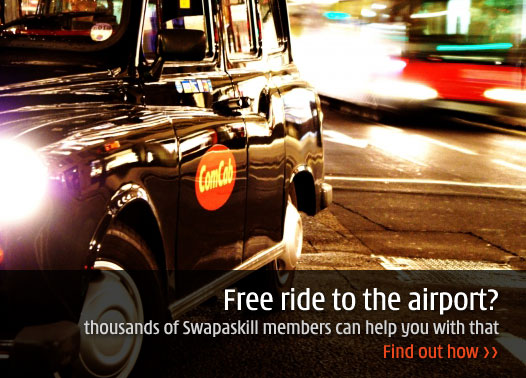 ComCab
Free ride to the airport?
thousands of Swapaskill members can help you with that
Find out how >>